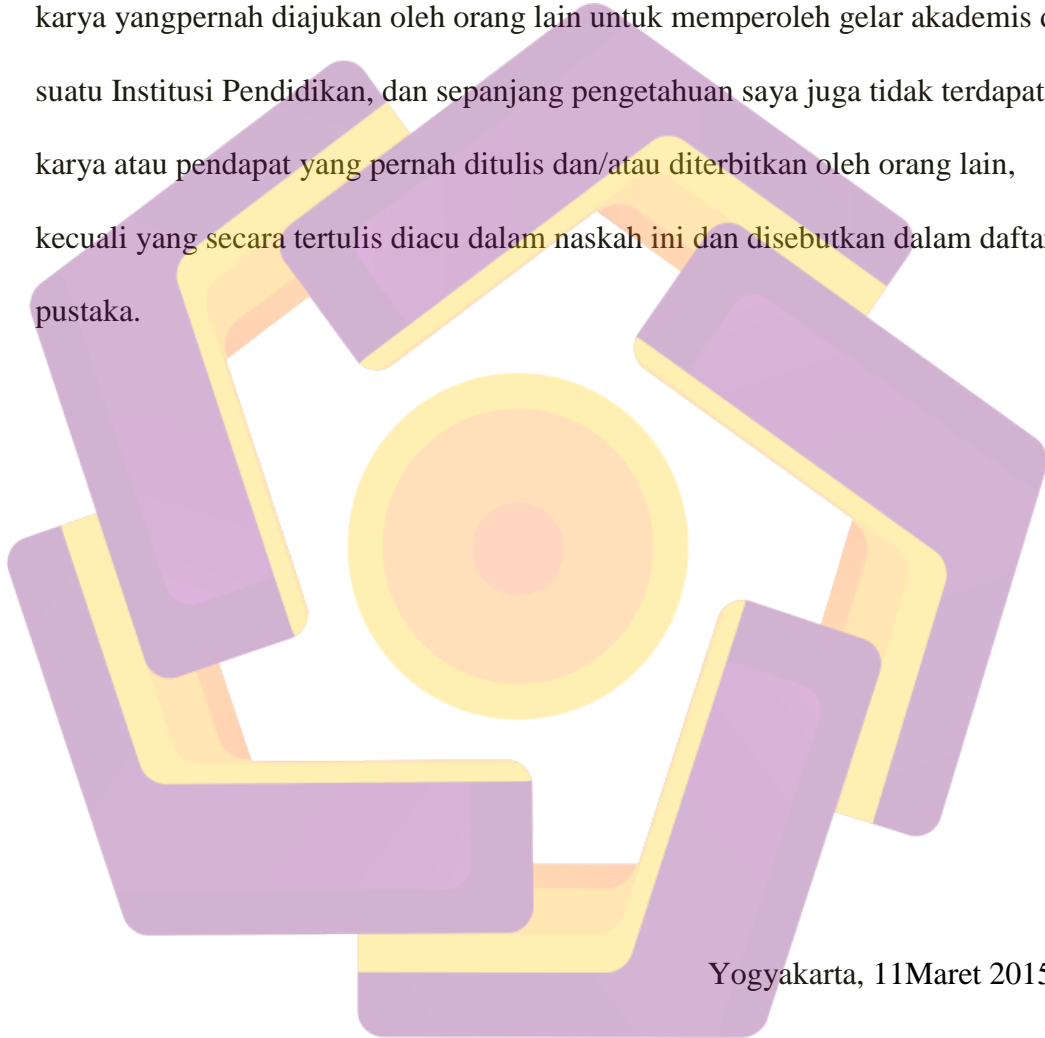 karya yangpernah diajukan oleh orang lain untuk memperoleh gelar akademis
suatu Institusi Pendidikan, dan sepanjang pengetahuan saya juga tidak terdapat
karya atau pendapat yang pernah ditulis dan/atau diterbitkan oleh orang lain,
kecuali yang secara tertulis diacu dalam naskah ini dan disebutkan dalam
pustaka.
Yogyakarta, 11Maret 2015